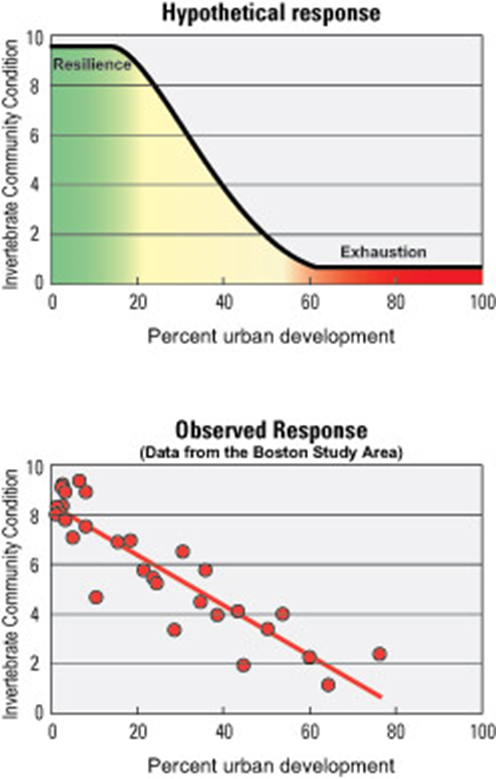 Hypothetical response
Invertebrate Community Condition
10
8
6
4
2
0
Resilience
Exhaustion
0 20 40 60 80 100
Percent urban development
Observed Response
(Data from the Boston Study Area)
Invertebrate Community Condition
10
8
6
4
2
0
0 20 40 60 80 100
Percent urban development